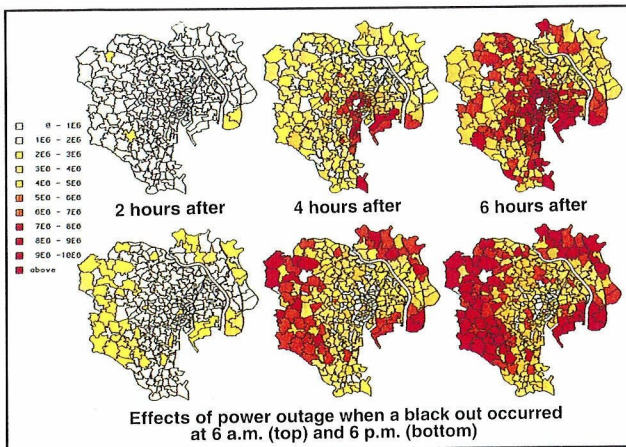 0 - 1E6
1E6 - 2E6
2E6 - 3E6
3E6 - 4E6
4E6 - 5E6
5E6 - 6E6
6E6 - 7E6
7E6 - 8E6
8E6 - 9E6
9E6 -10E6
above
2 hours after
4 hours after
6 hours after
Effects of power outage when a black out occurred
at 6 a.m. (top) and 6 p.m. (bottom)